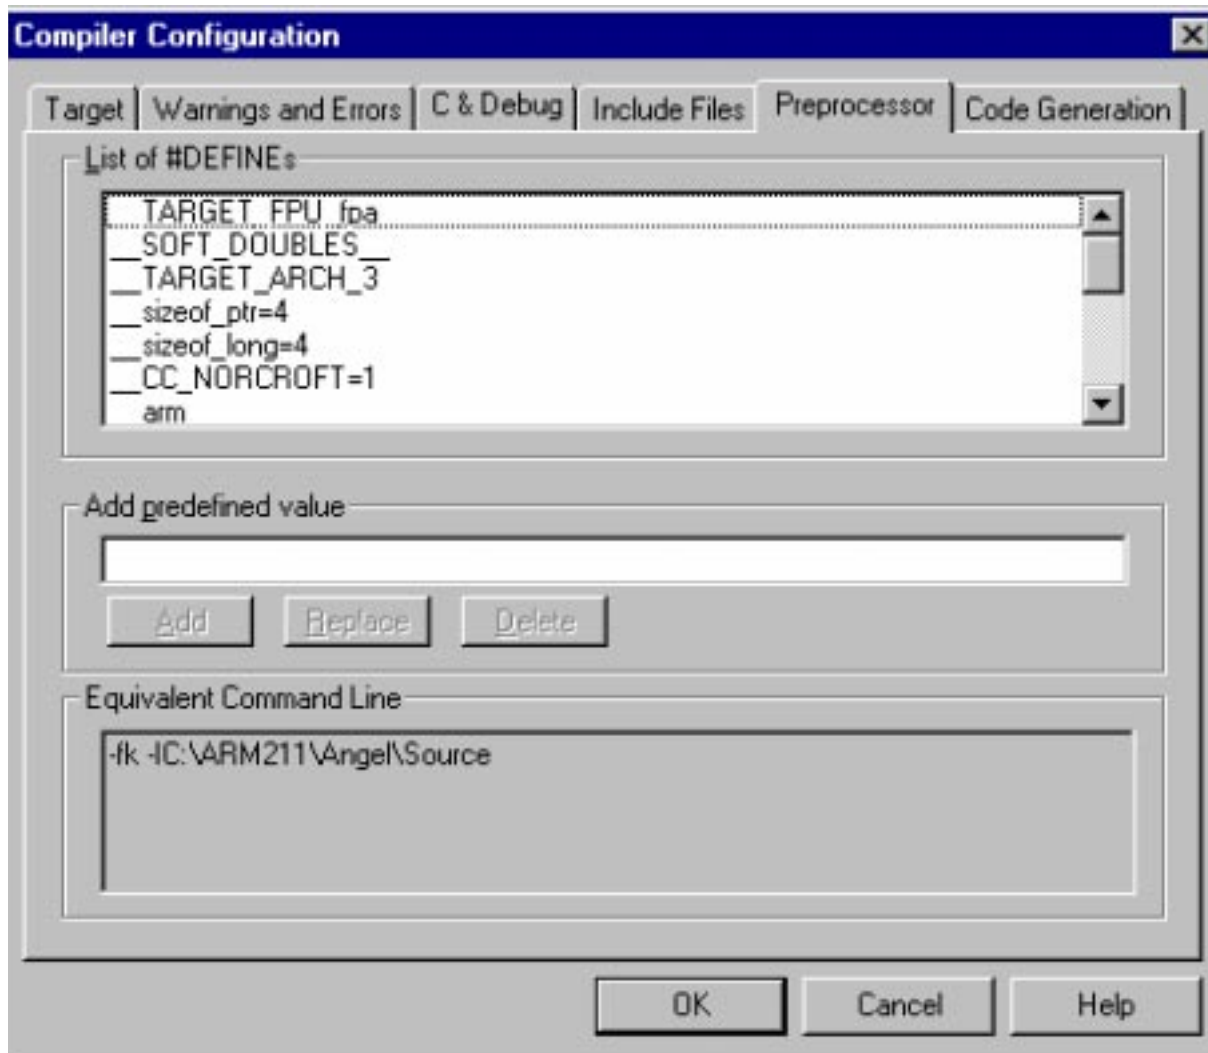 Compiler Configuration
Target
Warnings and Errors
C & Debug
Include Files
Preprocessor
Code Generation
List of #DEFINEs
__TARGET_FPU_fpa
__SOFT_DOUBLES__
__TARGET_ARCH_3
__sizeof_ptr=4
__sizeof_long=4
__CC_NORCROFT=1
__arm
Add predefined value
Add
Replace
Delete
Equivalent Command Line
-fk -IC:\ARM211\Angel\Source
OK
Cancel
Help